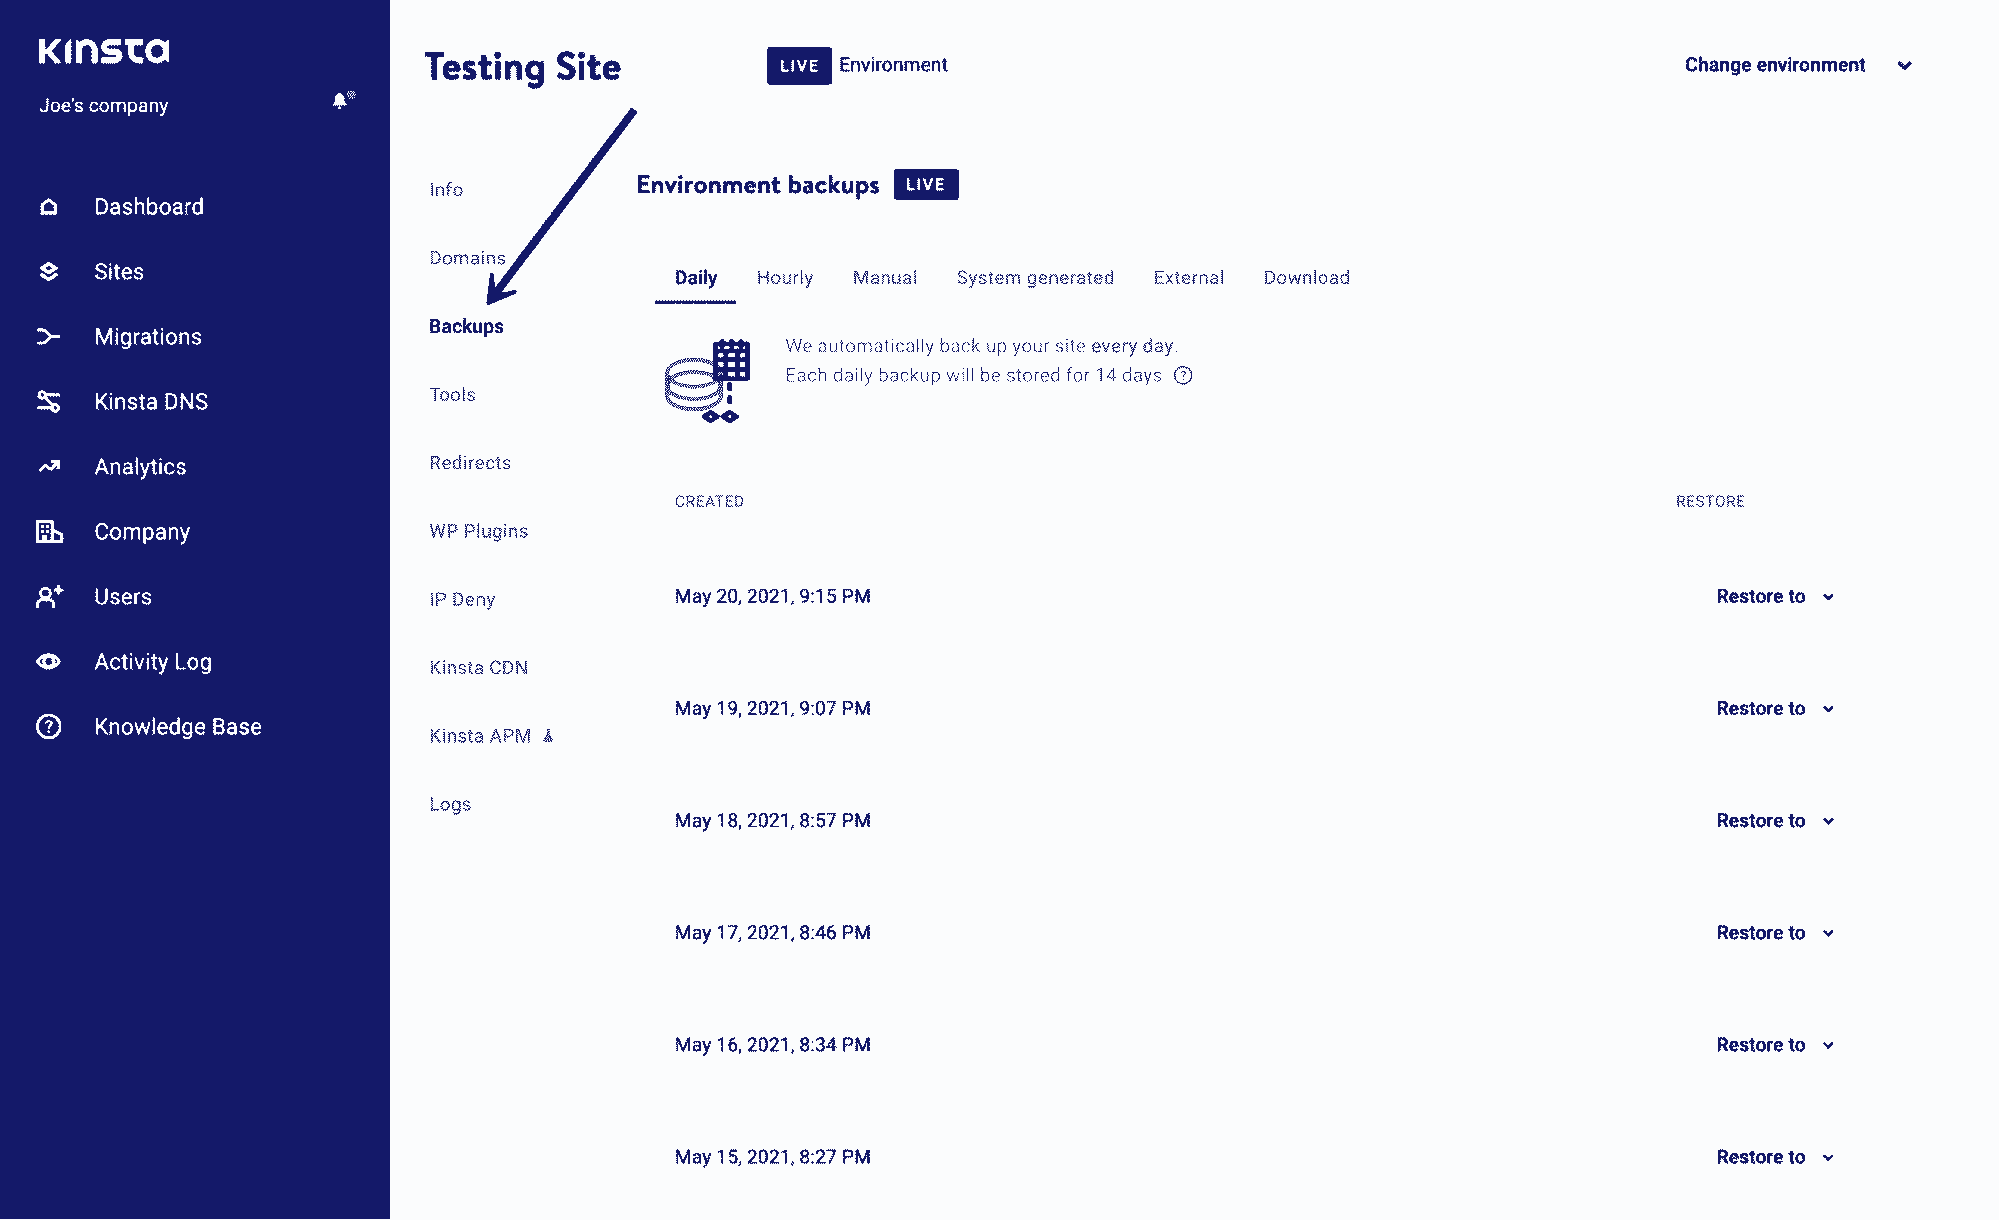 Kinsta
Joe's company
Dashboard
Sites
Migrations
Kinsta DNS
Analytics
Company
Users
Activity Log
Knowledge Base
Testing Site
LIVE Environment
Change environment
Info
Domains
Backups
Tools
Redirects
WP Plugins
IP Deny
Kinsta CDN
Kinsta APM
Logs
Environment backups LIVE
Daily Hourly Manual System generated External Download
We automatically back up your site every day.
Each daily backup will be stored for 14 days
CREATED RESTORE
May 20, 2021, 9:15 PM Restore to
May 19, 2021, 9:07 PM Restore to
May 18, 2021, 8:57 PM Restore to
May 17, 2021, 8:46 PM Restore to
May 16, 2021, 8:34 PM Restore to
May 15, 2021, 8:27 PM Restore to